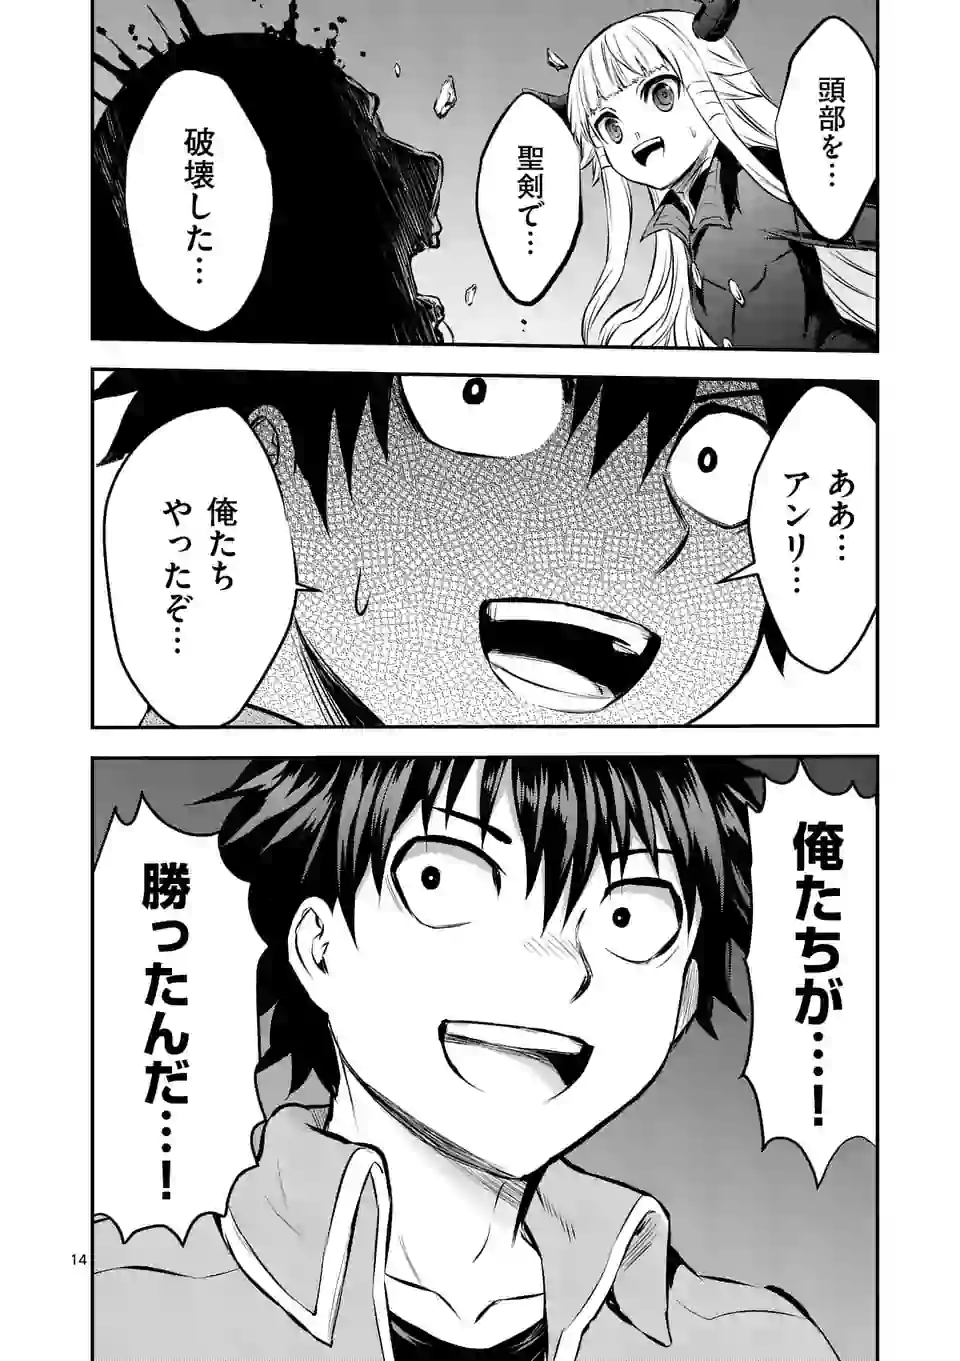 頭部を…
聖剣で…
破壊した…
ああ…
アンリ…
俺たち
やったぞ…
俺たちが…！
勝ったんだ…！
14